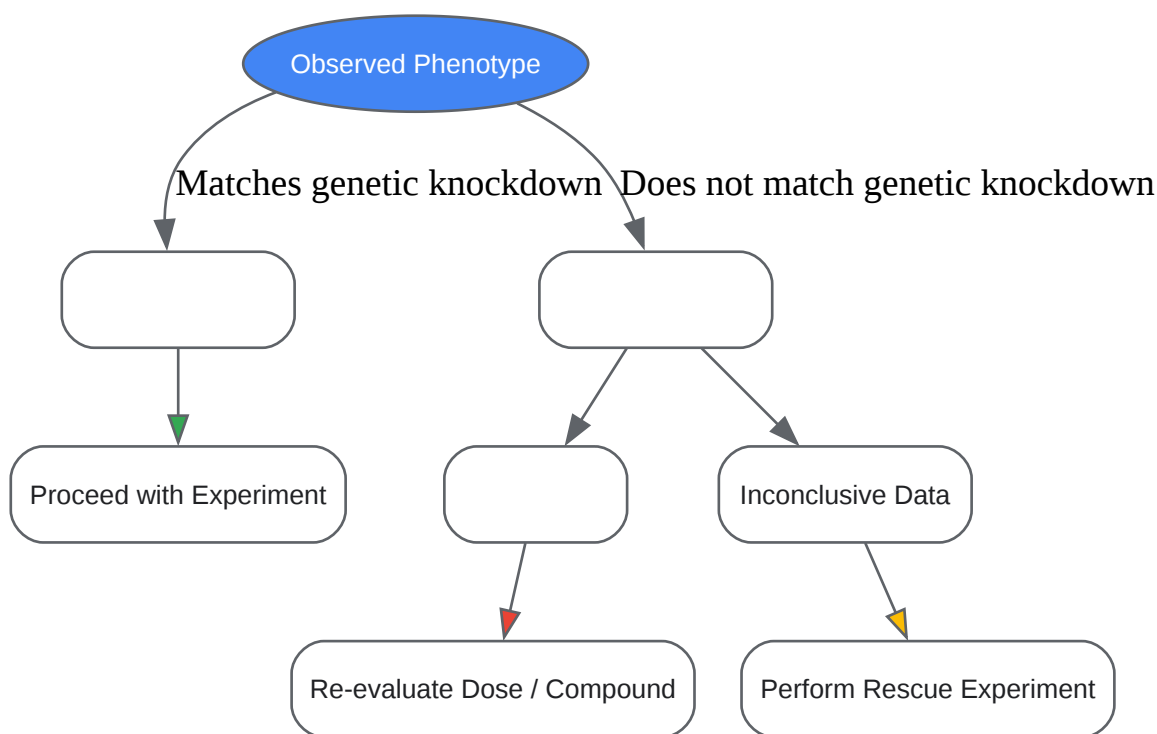 Observed Phenotype
Matches genetic knockdown
Does not match genetic knockdown
Proceed with Experiment
Inconclusive Data
Re-evaluate Dose / Compound
Perform Rescue Experiment